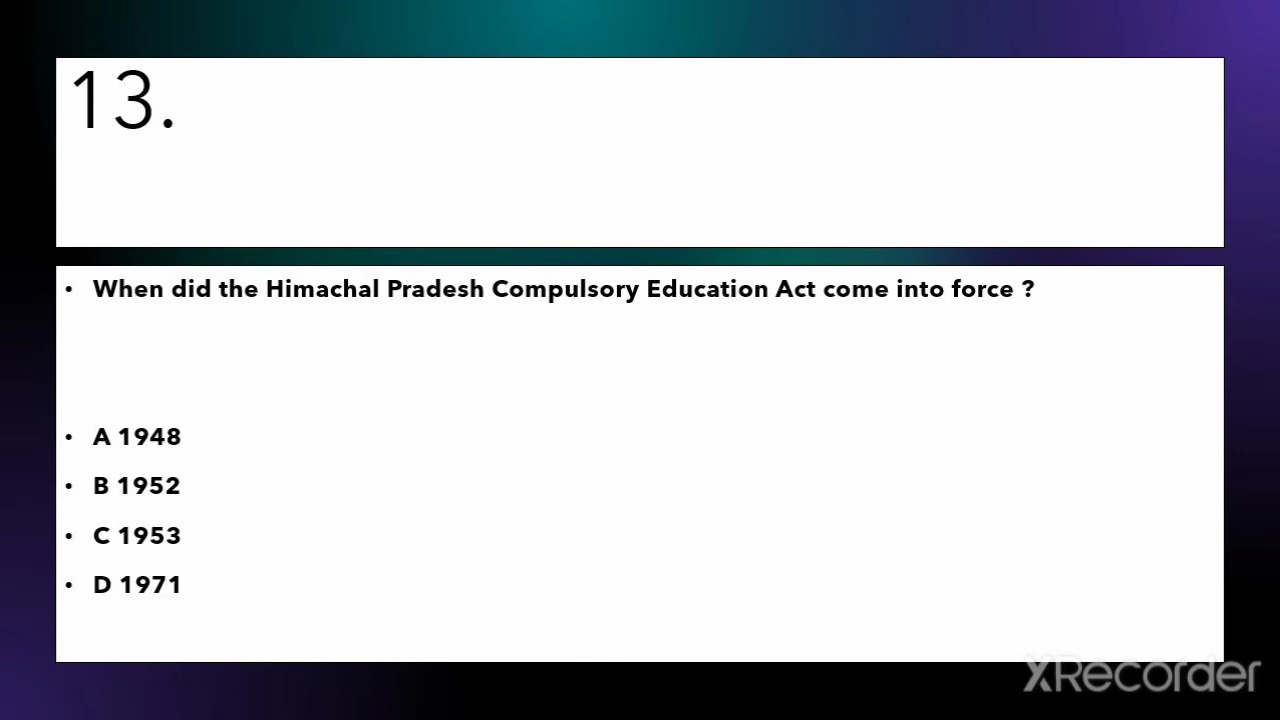 13.
• When did the Himachal Pradesh Compulsory Education Act come into force ?
• A 1948
• B 1952
• C 1953
• D 1971
XRecorder